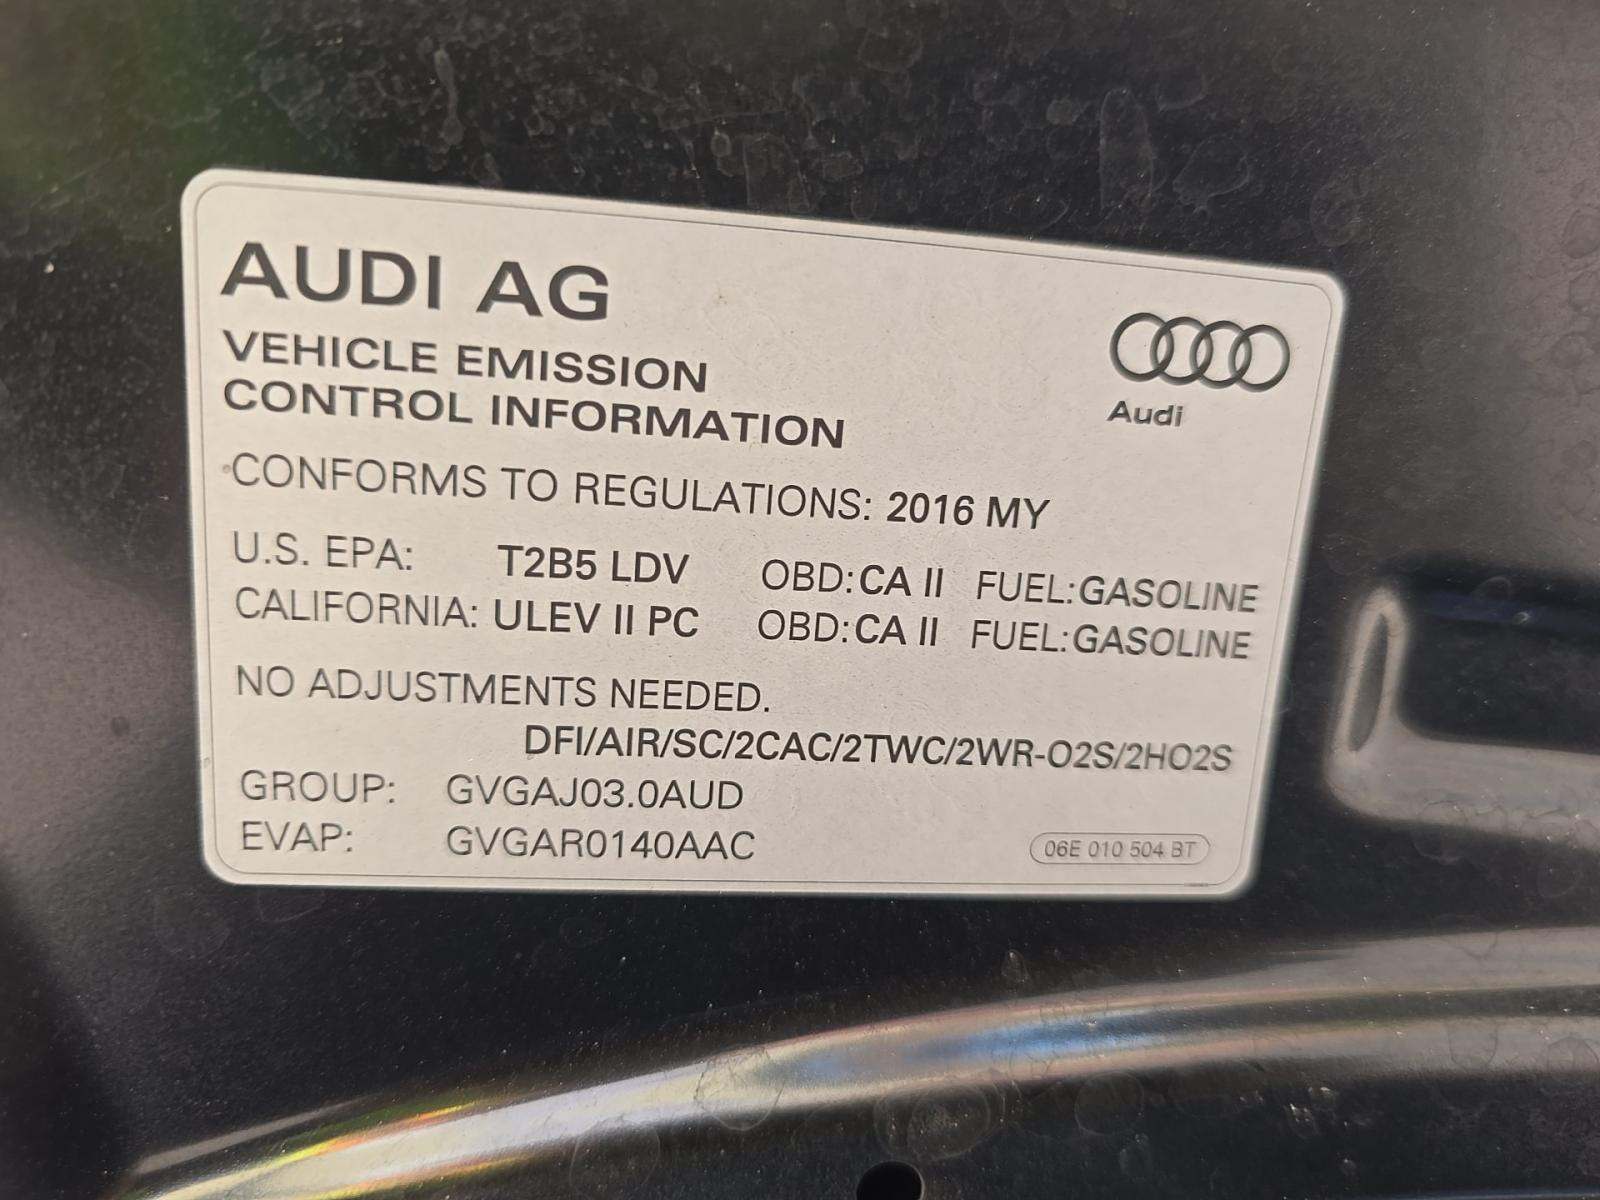 AUDI AG
VEHICLE EMISSION
CONTROL INFORMATION
Audi
CONFORMS TO REGULATIONS: 2016 MY
U.S. EPA: T2B5 LDV OBD: CA II FUEL: GASOLINE
CALIFORNIA: ULEV II PC OBD: CA II FUEL: GASOLINE
NO ADJUSTMENTS NEEDED.
DFI/AIR/SC/2CAC/2TWC/2WR-O2S/2HO2S
GROUP: GVGAJ03.0AUD
EVAP: GVGAR0140AAC
06E 010 504 BT